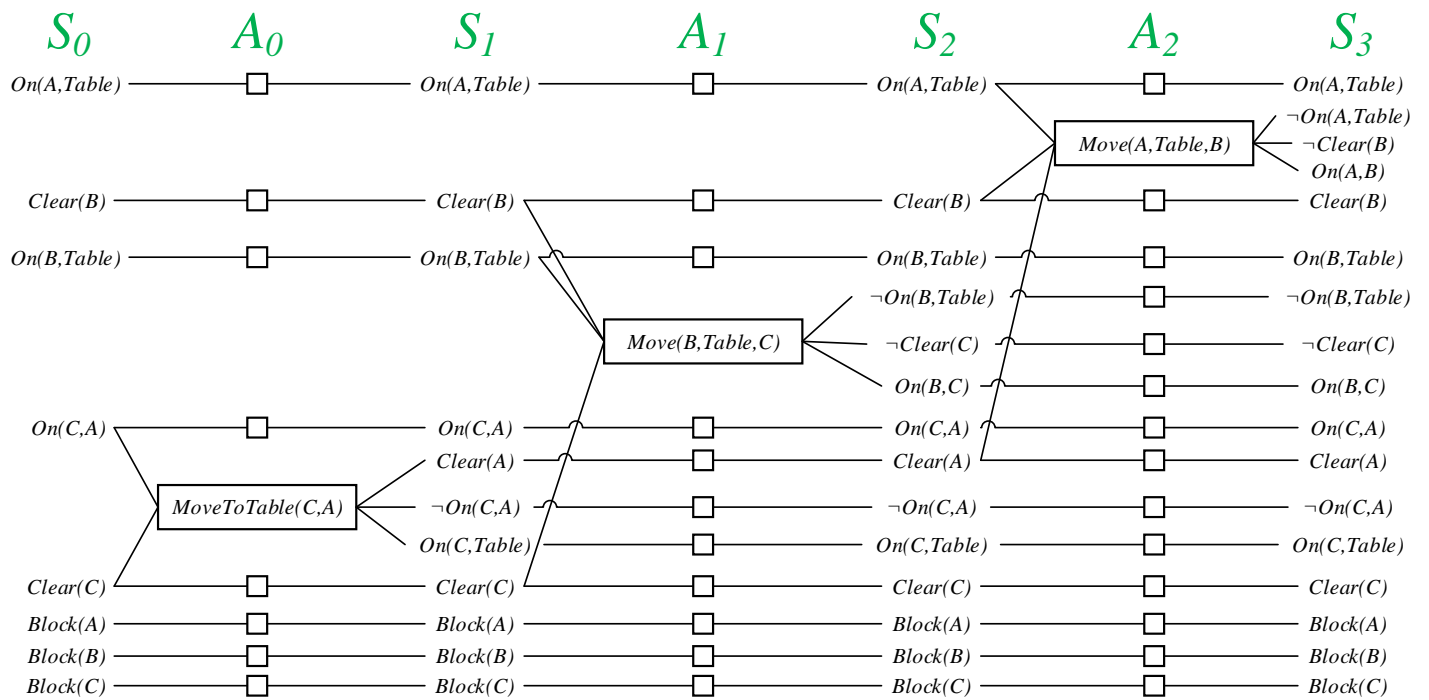 S0 A0 S1 A1 S2 A2 S3
On(A,Table) On(A,Table) On(A,Table) On(A,Table)
¬On(A,Table)
Move(A,Table,B) ¬Clear(B)
On(A,B)
Clear(B) Clear(B) Clear(B) Clear(B)
On(B,Table) On(B,Table) On(B,Table) On(B,Table)
¬On(B,Table) ¬On(B,Table)
Move(B,Table,C) ¬Clear(C) ¬Clear(C)
On(B,C) On(B,C)
On(C,A) On(C,A) On(C,A) On(C,A)
Clear(A) Clear(A) Clear(A)
MoveToTable(C,A) ¬On(C,A) ¬On(C,A) ¬On(C,A)
On(C,Table) On(C,Table) On(C,Table)
Clear(C) Clear(C) Clear(C) Clear(C)
Block(A) Block(A) Block(A) Block(A)
Block(B) Block(B) Block(B) Block(B)
Block(C) Block(C) Block(C) Block(C)